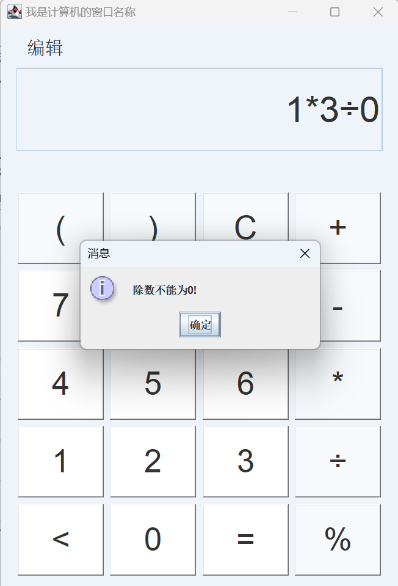 我是计算机的窗口名称
编辑
1*3÷0
( ) C +
消息
除数不能为0!
确定
7 -
4 5 6 *
1 2 3 ÷
< 0 = %